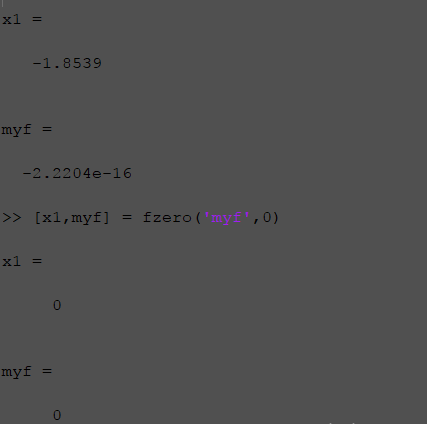 x1 =
-1.8539
myf =
-2.2204e-16
>> [x1,myf] = fzero('myf',0)
x1 =
0
myf =
0